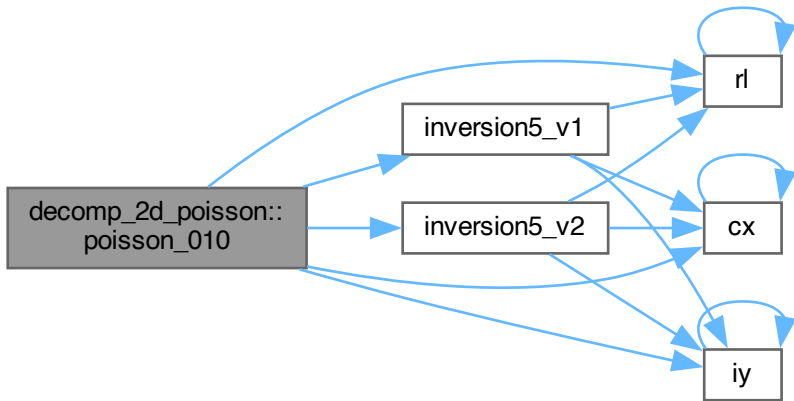 decomp_2d_poisson::
poisson_010
inversion5_v1
inversion5_v2
rl
cx
iy